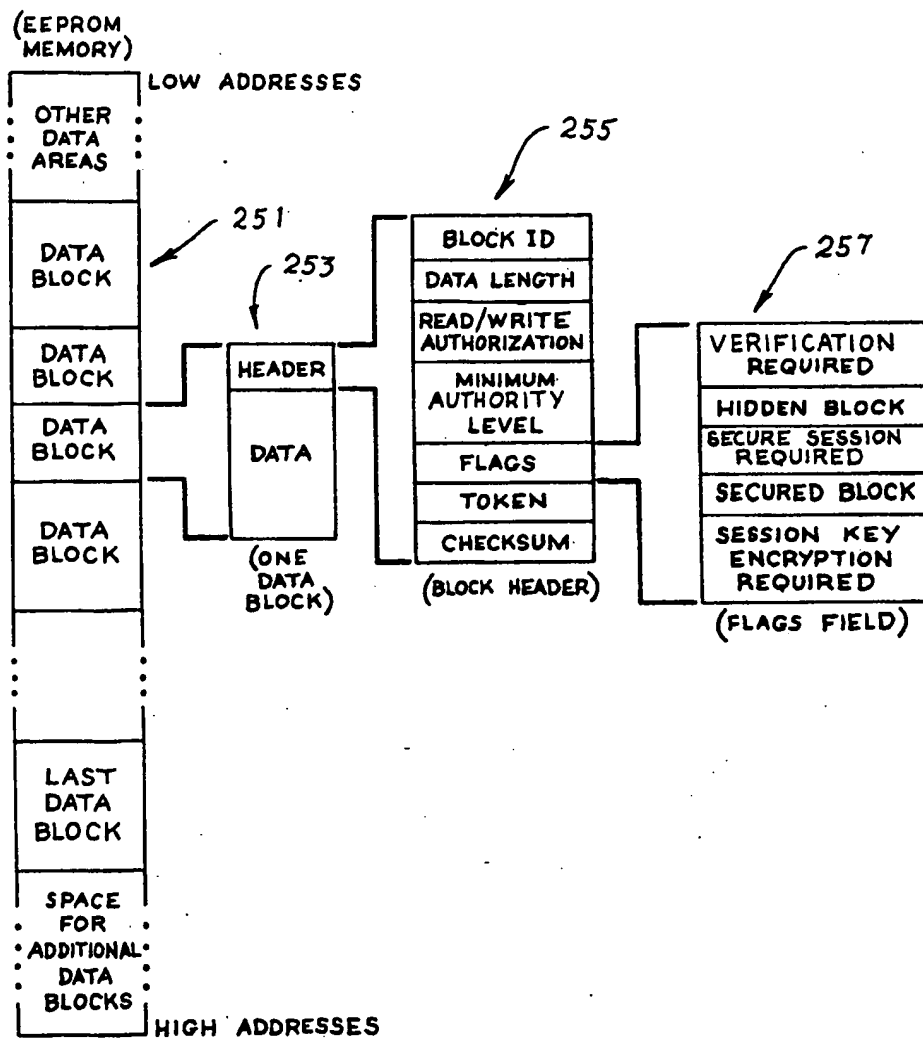 (EEPROM
MEMORY)
LOW ADDRESSES
OTHER
DATA
AREAS
251
DATA
BLOCK
DATA
BLOCK
DATA
BLOCK
DATA
BLOCK
LAST
DATA
BLOCK
SPACE
FOR
ADDITIONAL
DATA
BLOCKS
HIGH ADDRESSES
253
HEADER
DATA
(ONE
DATA
BLOCK)
255
BLOCK ID
DATA LENGTH
READ/WRITE
AUTHORIZATION
MINIMUM
AUTHORITY
LEVEL
FLAGS
TOKEN
CHECKSUM
(BLOCK HEADER)
257
VERIFICATION
REQUIRED
HIDDEN BLOCK
SECURE SESSION
REQUIRED
SECURED BLOCK
SESSION KEY
ENCRYPTION
REQUIRED
(FLAGS FIELD)